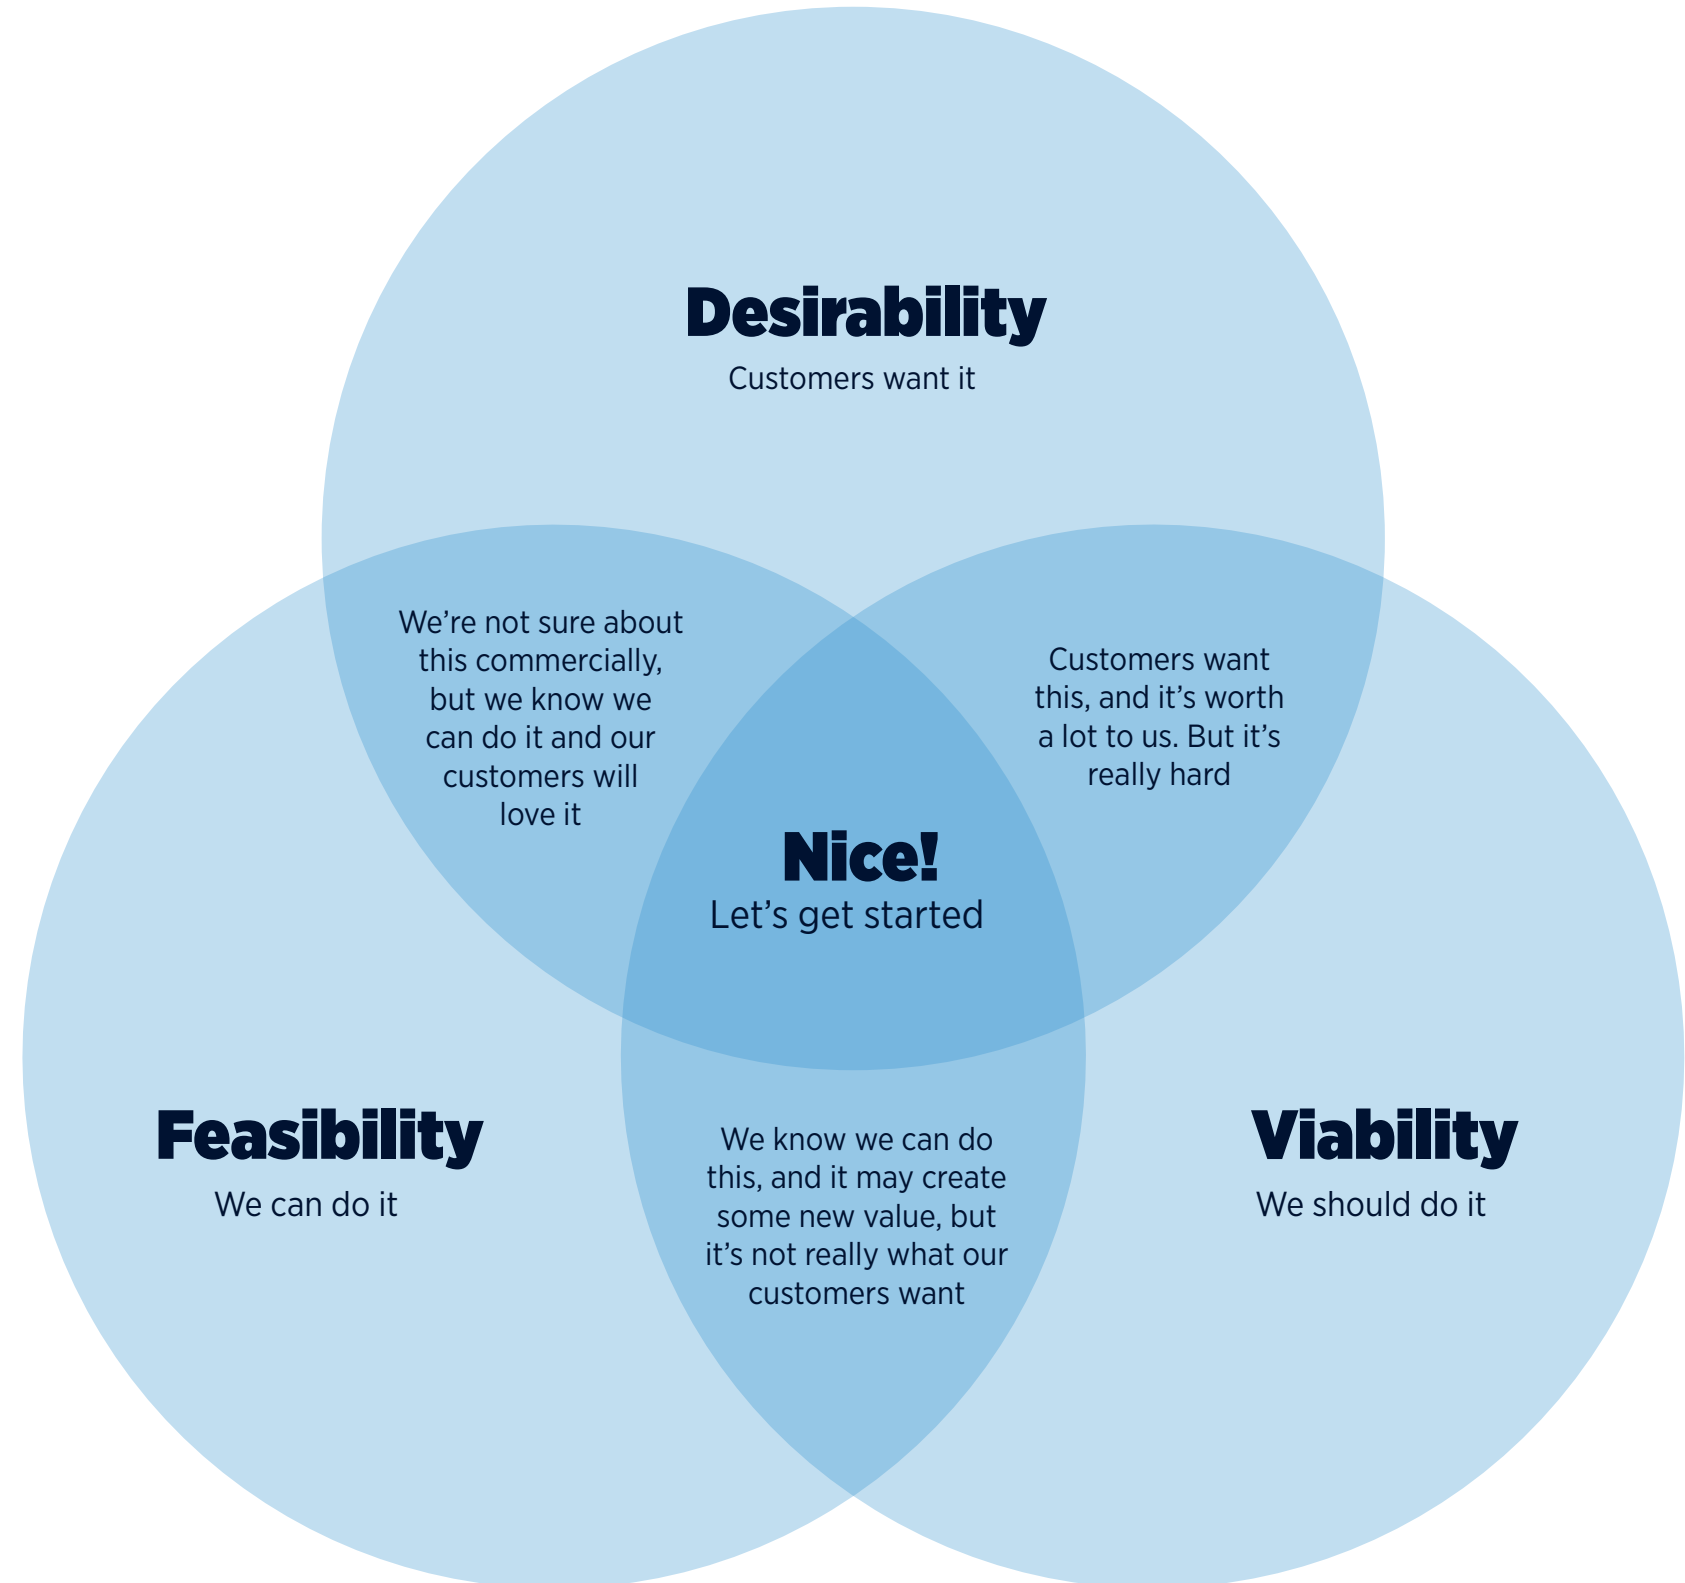 Desirability
Customers want it
We’re not sure about
this commercially,
but we know we
can do it and our
customers will
love it
Customers want
this, and it’s worth
a lot to us. But it’s
really hard
Nice!
Let’s get started
Feasibility
We can do it
We know we can do
this, and it may create
some new value, but
it’s not really what our
customers want
Viability
We should do it